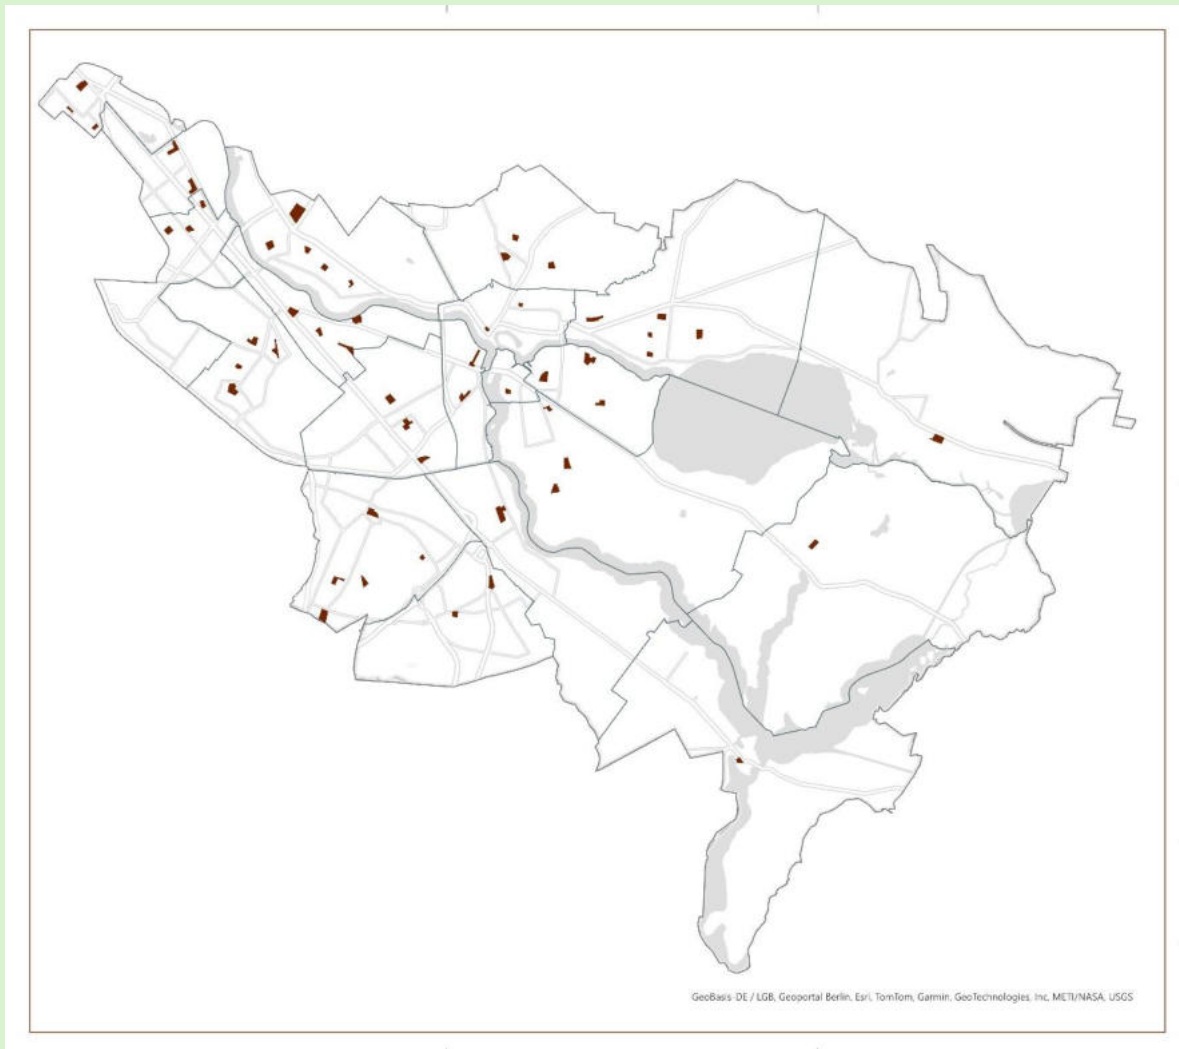 GeoBasis-DE / LGB, Geoportal Berlin, Esri, TomTom, Garmin, GeoTechnologies, Inc, METI/NASA, USGS